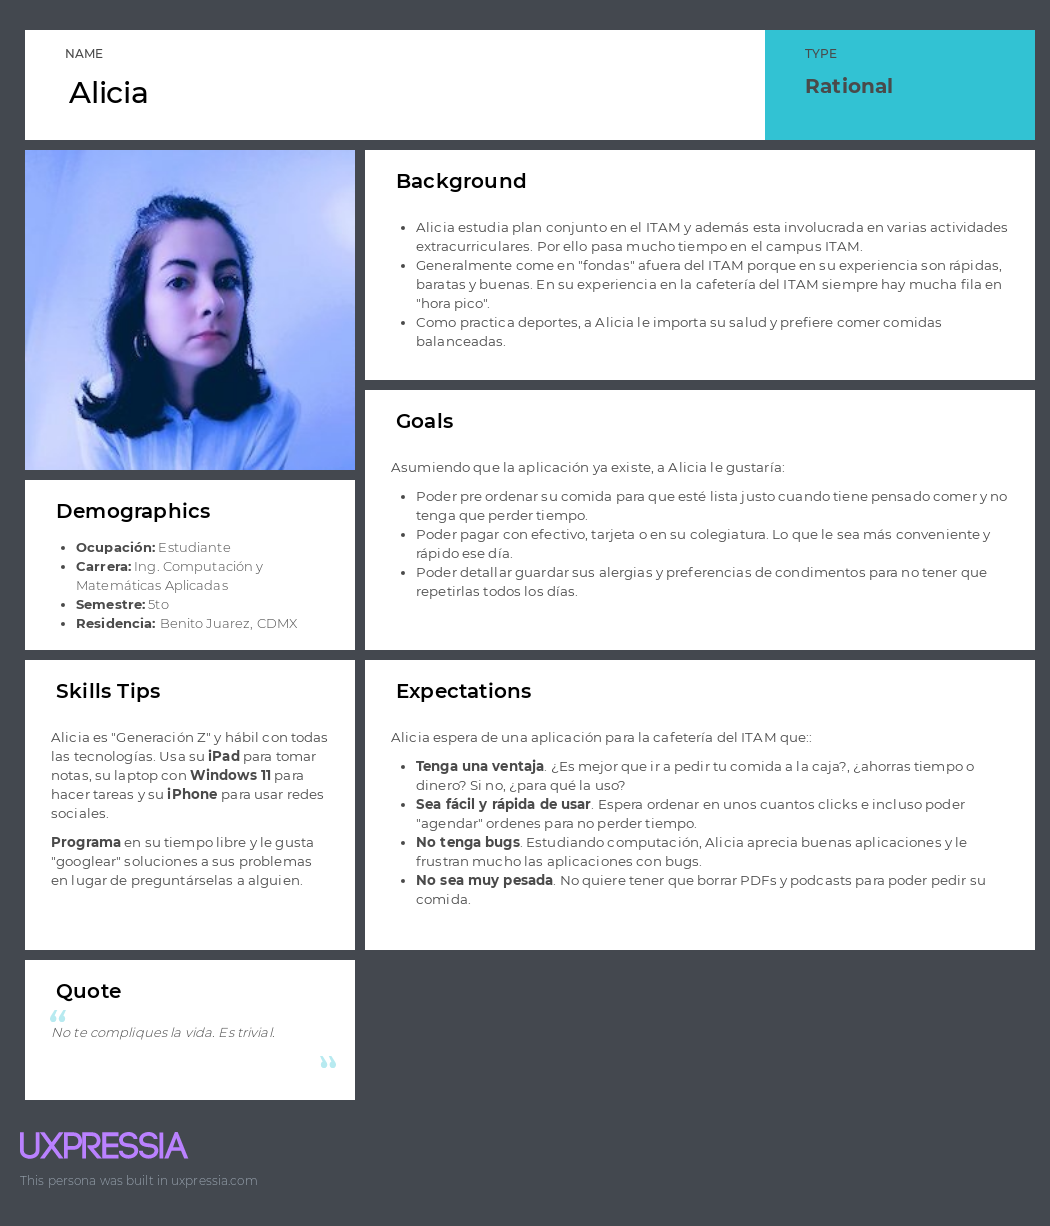 NAME
Alicia
TYPE
Rational
Background
• Alicia estudia plan conjunto en el ITAM y además esta involucrada en varias actividades
extracurriculares. Por ello pasa mucho tiempo en el campus ITAM.
• Generalmente come en "fondas" afuera del ITAM porque en su experiencia son rápidas,
baratas y buenas. En su experiencia en la cafetería del ITAM siempre hay mucha fila en
"hora pico".
• Como practica deportes, a Alicia le importa su salud y prefiere comer comidas
balanceadas.
Goals
Asumiendo que la aplicación ya existe, a Alicia le gustaría:
• Poder pre ordenar su comida para que esté lista justo cuando tiene pensado comer y no
tenga que perder tiempo.
• Poder pagar con efectivo, tarjeta o en su colegiatura. Lo que le sea más conveniente y
rápido ese día.
• Poder detallar guardar sus alergias y preferencias de condimentos para no tener que
repetirlas todos los días.
Demographics
• Ocupación: Estudiante
• Carrera: Ing. Computación y
Matemáticas Aplicadas
• Semestre: 5to
• Residencia: Benito Juarez, CDMX
Skills Tips
Alicia es "Generación Z" y hábil con todas
las tecnologías. Usa su iPad para tomar
notas, su laptop con Windows 11 para
hacer tareas y su iPhone para usar redes
sociales.
Programa en su tiempo libre y le gusta
"googlear" soluciones a sus problemas
en lugar de preguntárselas a alguien.
Expectations
Alicia espera de una aplicación para la cafetería del ITAM que::
• Tenga una ventaja. ¿Es mejor que ir a pedir tu comida a la caja?, ¿ahorras tiempo o
dinero? Si no, ¿para qué la uso?
• Sea fácil y rápida de usar. Espera ordenar en unos cuantos clicks e incluso poder
"agendar" ordenes para no perder tiempo.
• No tenga bugs. Estudiando computación, Alicia aprecia buenas aplicaciones y le
frustran mucho las aplicaciones con bugs.
• No sea muy pesada. No quiere tener que borrar PDFs y podcasts para poder pedir su
comida.
Quote
“
No te compliques la vida. Es trivial.
”
UXPRESSIA
This persona was built in uxpressia.com